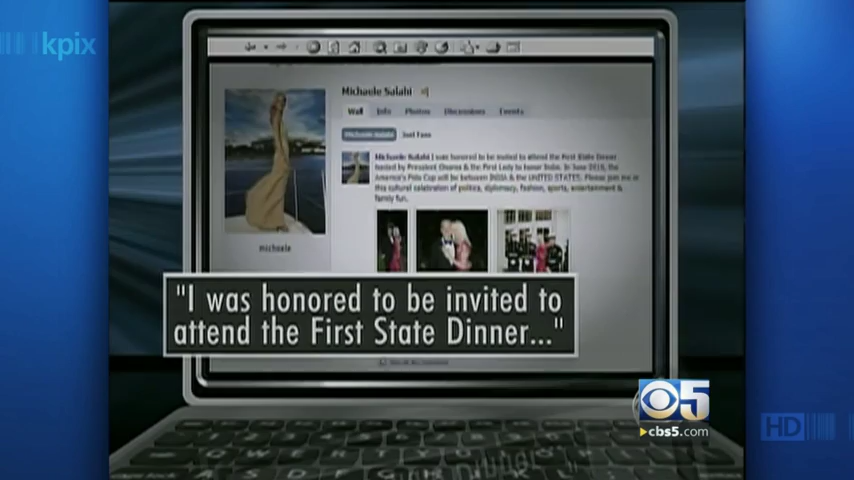 kpix
Michaele Salahi
Wall Info Photos Discussions Events
Michaele Salahi Just Fans
Michaele Salahi I was honored to be invited to attend the First State Dinner
hosted by President Obama & the First Lady to honor India. In June 2010, the
America's Polo Cup will be between INDIA & the UNITED STATES. Please join me in
this cultural celebration of politics, diplomacy, fashion, sports, entertainment &
family fun.
michaele
"I was honored to be invited to
attend the First State Dinner..."
5
cbs5.com
HD